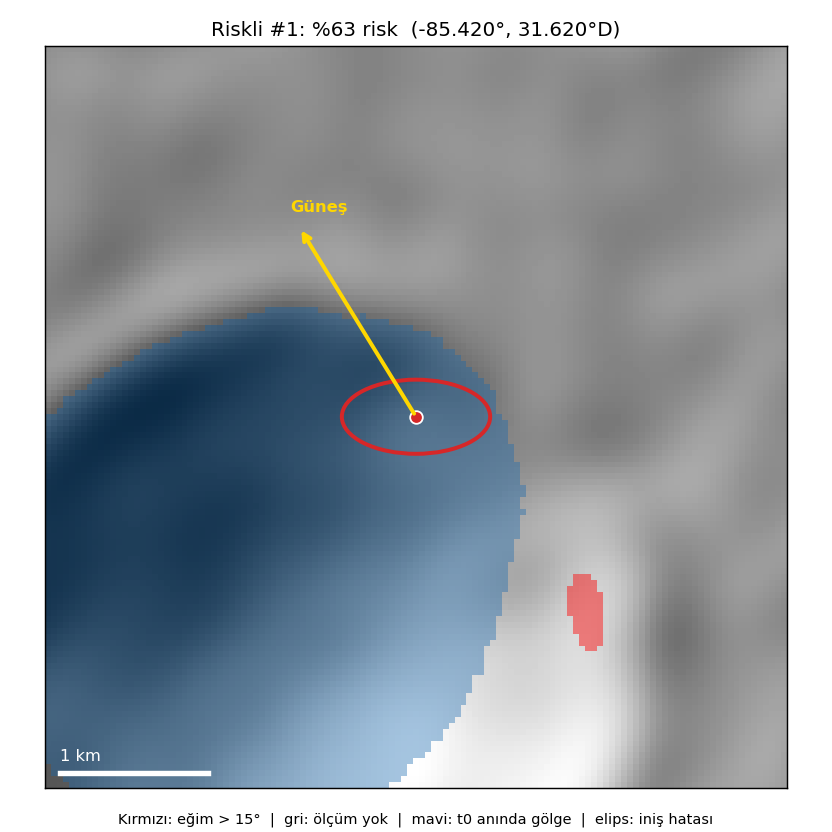 Riskli #1: %63 risk  (-85.420°, 31.620°D)
Güneş
1 km
Kırmızı: eğim > 15°  |  gri: ölçüm yok  |  mavi: t0 anında gölge  |  elips: iniş hatası